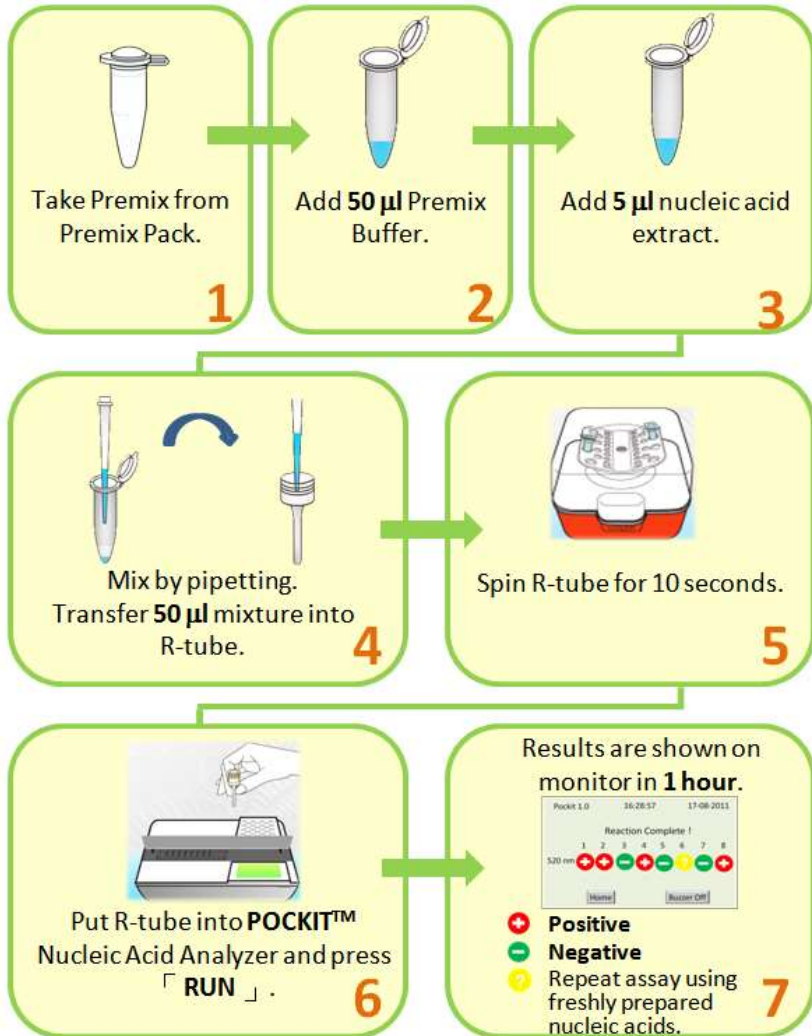 Take Premix from
Premix Pack.
1
Add 50 µl Premix
Buffer.
2
Add 5 µl nucleic acid
extract.
3
Mix by pipetting.
Transfer 50 µl mixture into
R-tube.
4
Spin R-tube for 10 seconds.
5
Put R-tube into POCKIT™
Nucleic Acid Analyzer and press
「 RUN 」 .
6
Results are shown on
monitor in 1 hour.
Pockit 1.0 16:28:57 17-08-2011
Reaction Complete !
1 2 3 4 5 6 7 8
520 nm + + − + − ? − +
Home Buzzer Off
+ Positive
− Negative
? Repeat assay using
freshly prepared
nucleic acids.
7